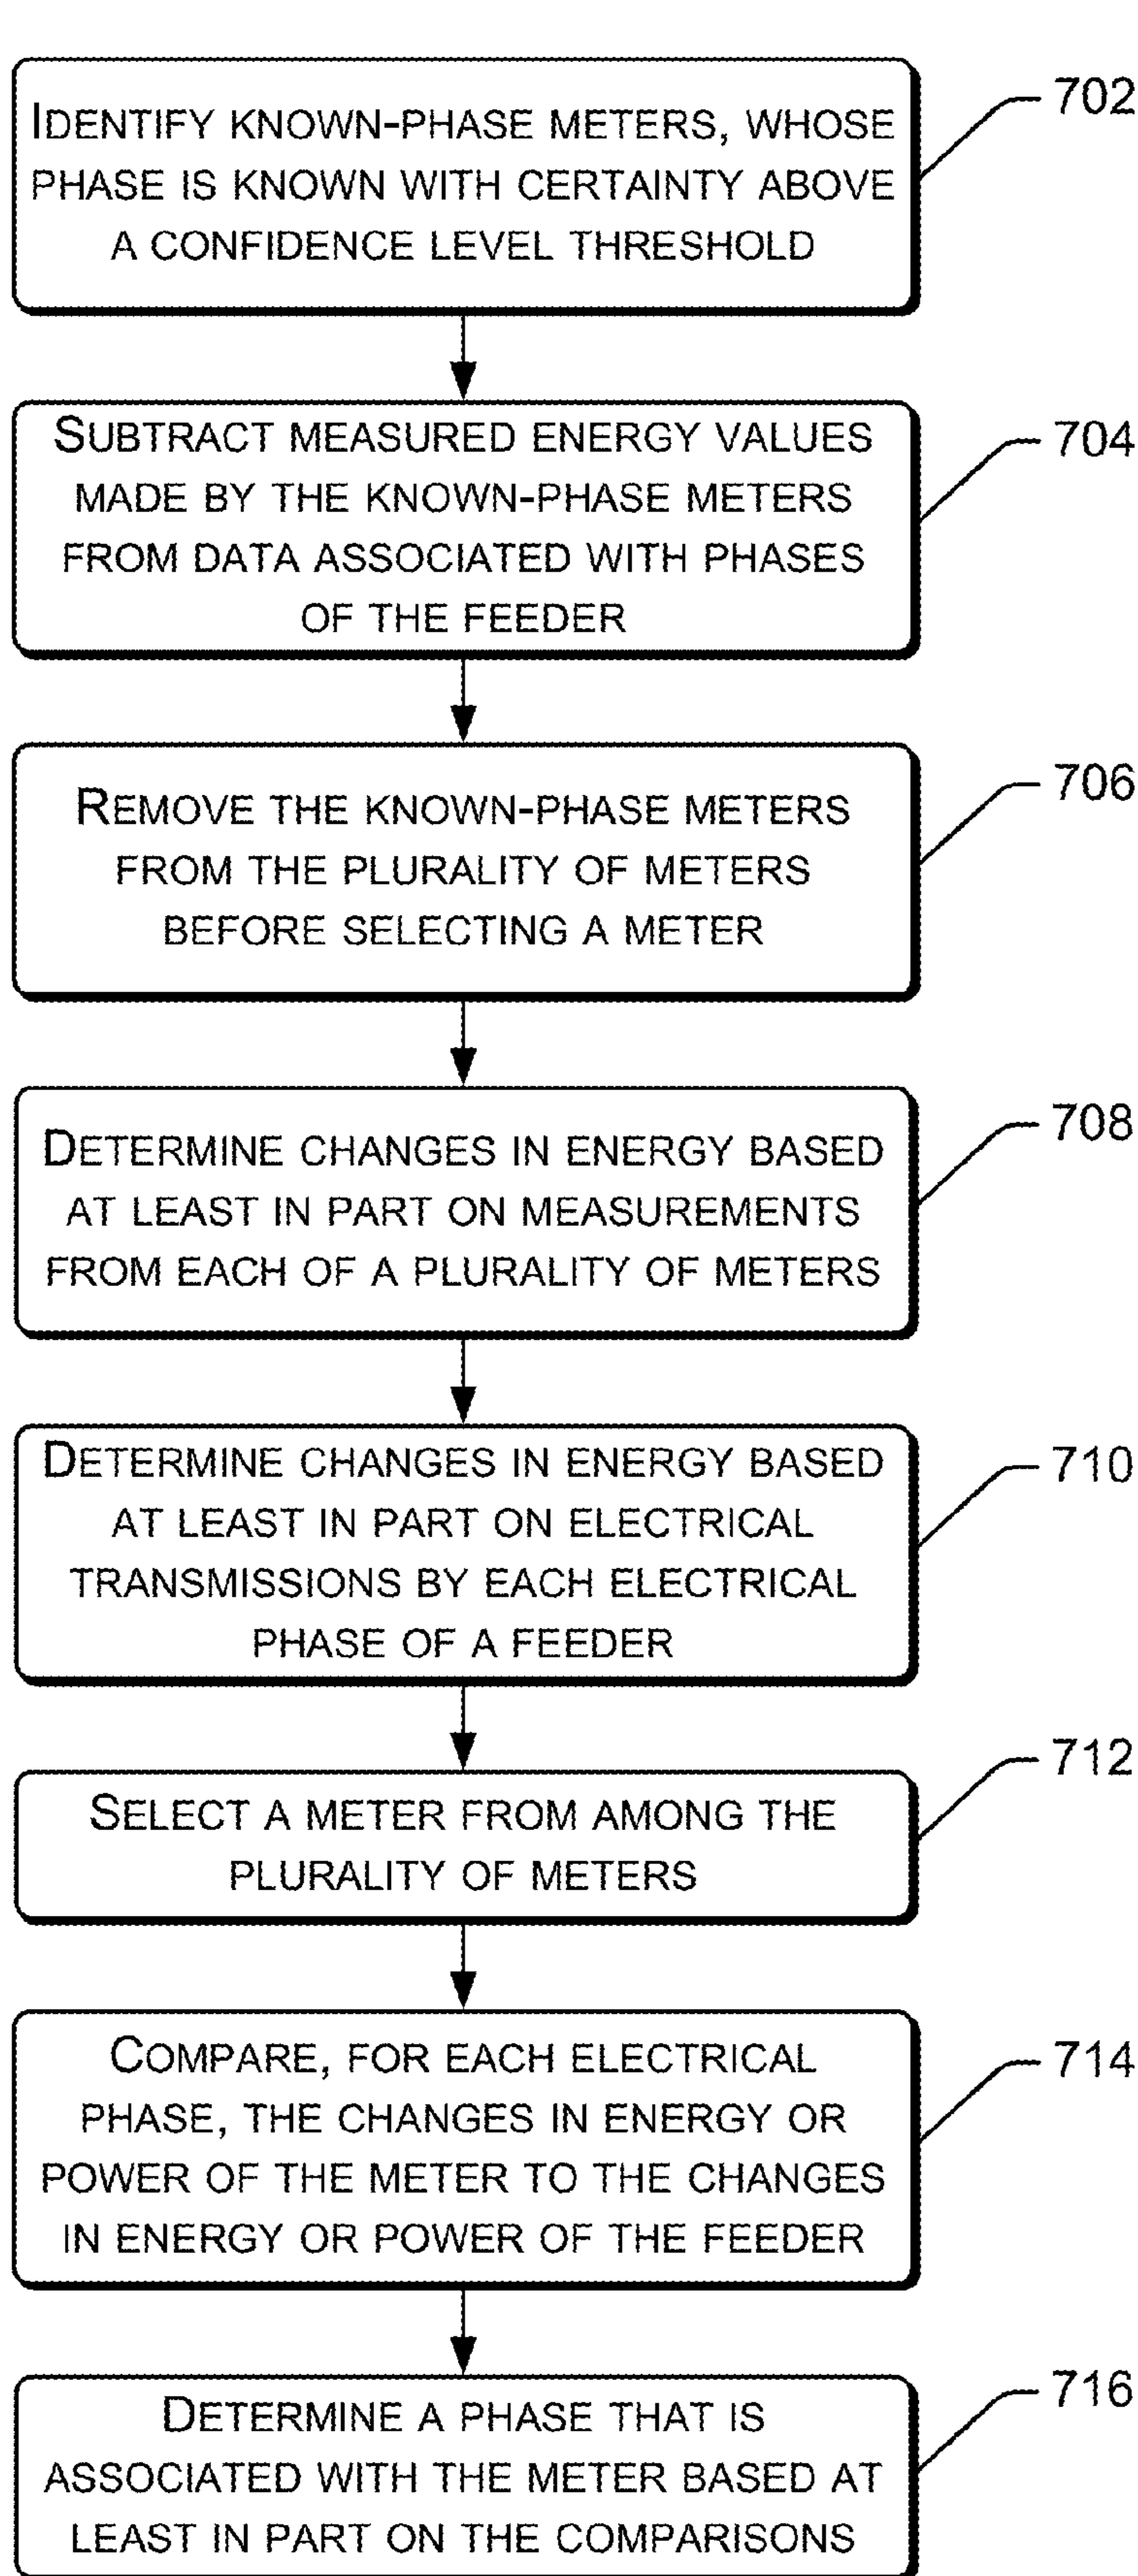 IDENTIFY KNOWN-PHASE METERS, WHOSE
PHASE IS KNOWN WITH CERTAINTY ABOVE
A CONFIDENCE LEVEL THRESHOLD
702
SUBTRACT MEASURED ENERGY VALUES
MADE BY THE KNOWN-PHASE METERS
FROM DATA ASSOCIATED WITH PHASES
OF THE FEEDER
704
REMOVE THE KNOWN-PHASE METERS
FROM THE PLURALITY OF METERS
BEFORE SELECTING A METER
706
DETERMINE CHANGES IN ENERGY BASED
AT LEAST IN PART ON MEASUREMENTS
FROM EACH OF A PLURALITY OF METERS
708
DETERMINE CHANGES IN ENERGY BASED
AT LEAST IN PART ON ELECTRICAL
TRANSMISSIONS BY EACH ELECTRICAL
PHASE OF A FEEDER
710
SELECT A METER FROM AMONG THE
PLURALITY OF METERS
712
COMPARE, FOR EACH ELECTRICAL
PHASE, THE CHANGES IN ENERGY OR
POWER OF THE METER TO THE CHANGES
IN ENERGY OR POWER OF THE FEEDER
714
DETERMINE A PHASE THAT IS
ASSOCIATED WITH THE METER BASED AT
LEAST IN PART ON THE COMPARISONS
716